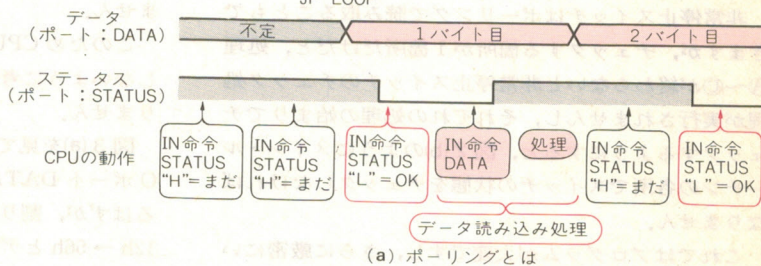 JP LOOP
データ
(ポート：DATA)
不定
1バイト目
2バイト目
ステータス
(ポート：STATUS)
CPUの動作
IN命令
STATUS
"H"=まだ
IN命令
STATUS
"H"=まだ
IN命令
STATUS
"L"=OK
IN命令
DATA
処理
IN命令
STATUS
"H"=まだ
IN命令
STATUS
"L"=OK
データ読み込み処理
(a) ポーリングとは